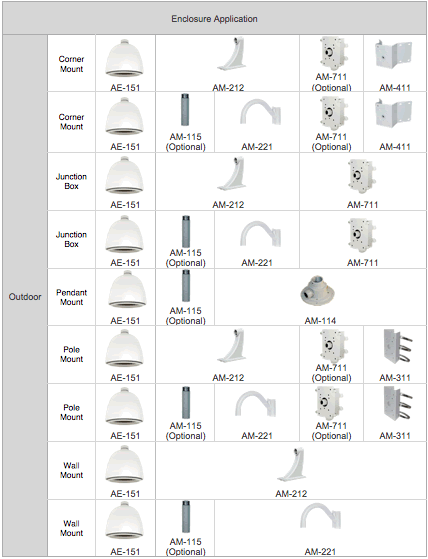 Enclosure Application
Outdoor
Corner
Mount
AE-151
AM-212
AM-711
(Optional)
AM-411
Corner
Mount
AE-151
AM-115
(Optional)
AM-221
AM-711
(Optional)
AM-411
Junction
Box
AE-151
AM-212
AM-711
Junction
Box
AE-151
AM-115
(Optional)
AM-221
AM-711
Pendant
Mount
AE-151
AM-115
(Optional)
AM-114
Pole
Mount
AE-151
AM-212
AM-711
(Optional)
AM-311
Pole
Mount
AE-151
AM-115
(Optional)
AM-221
AM-711
(Optional)
AM-311
Wall
Mount
AE-151
AM-212
Wall
Mount
AE-151
AM-115
(Optional)
AM-221